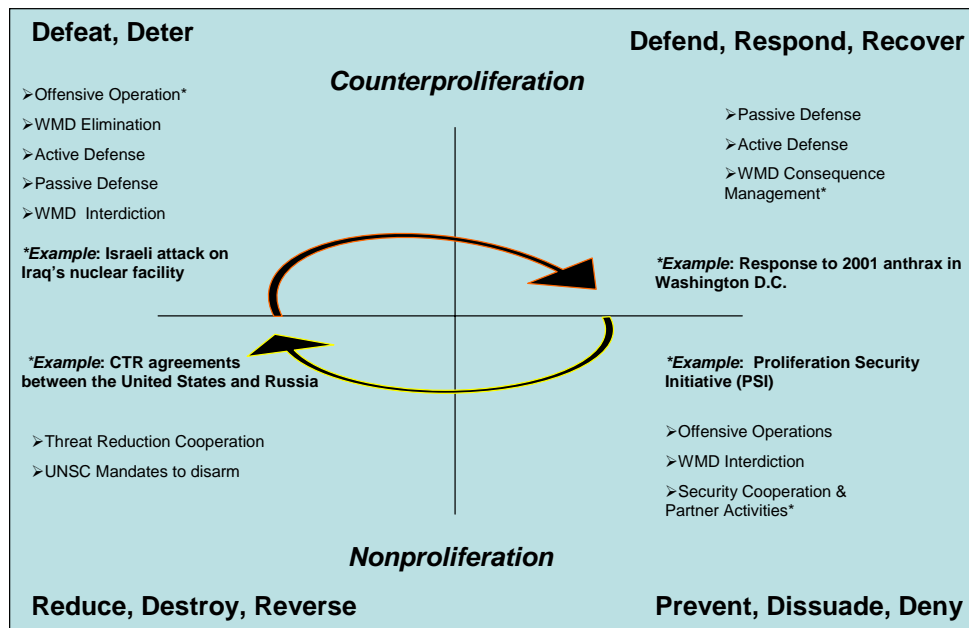 Defeat, Deter
Defend, Respond, Recover
Counterproliferation
➢Offensive Operation*
➢WMD Elimination
➢Active Defense
➢Passive Defense
➢WMD Interdiction
*Example: Israeli attack on
Iraq's nuclear facility
➢Passive Defense
➢Active Defense
➢WMD Consequence
Management*
*Example: Response to 2001 anthrax in
Washington D.C.
*Example: CTR agreements
between the United States and Russia
➢Threat Reduction Cooperation
➢UNSC Mandates to disarm
*Example: Proliferation Security
Initiative (PSI)
➢Offensive Operations
➢WMD Interdiction
➢Security Cooperation &
Partner Activities*
Nonproliferation
Reduce, Destroy, Reverse
Prevent, Dissuade, Deny